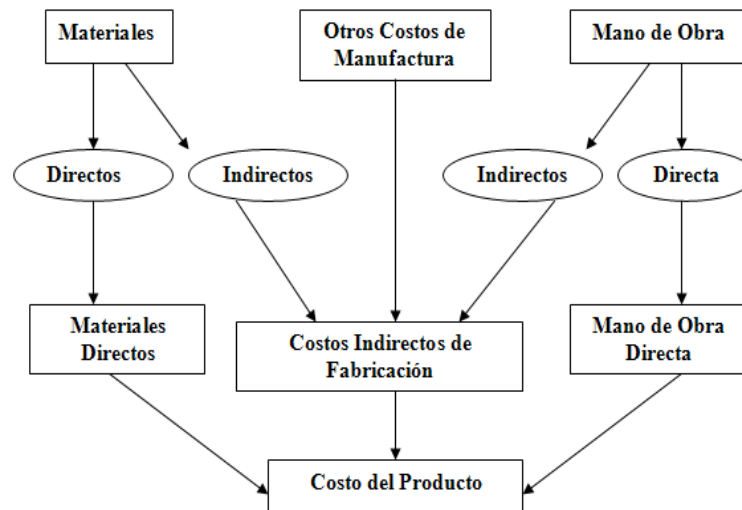 Materiales
Otros Costos de
Manufactura
Mano de Obra
Directos
Indirectos
Indirectos
Directa
Materiales
Directos
Costos Indirectos de
Fabricación
Mano de Obra
Directa
Costo del Producto